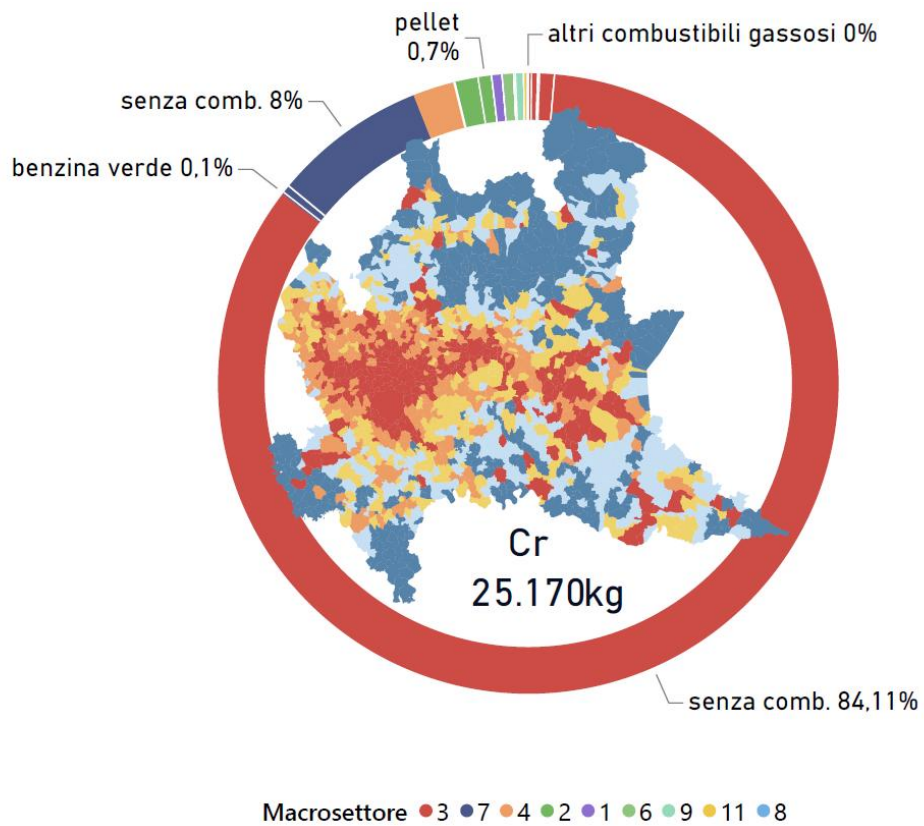 pellet
0,7%
altri combustibili gassosi 0%
senza comb. 8%
benzina verde 0,1%
Cr
25.170kg
senza comb. 84,11%
Macrosettore 3 7 4 2 1 6 9 11 8